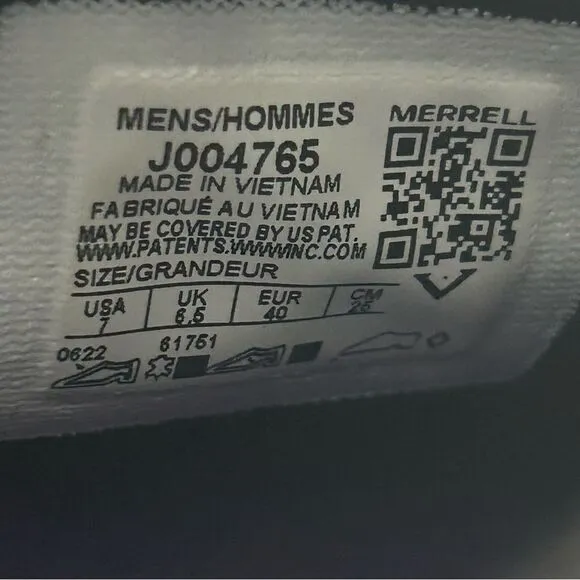 MENS/HOMMES
MERRELL
J004765
MADE IN VIETNAM
FABRIQUÉ AU VIETNAM
MAY BE COVERED BY US PAT.
WWW.PATENTS.WWWINC.COM
SIZE/GRANDEUR
USA UK EUR CM
7 6.5 40 25
0622 61751